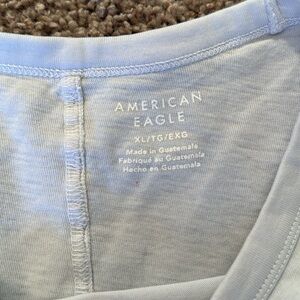 AMERICAN
EAGLE
XL/TG/EXG
Made in Guatemala
Fabriqué au Guatemala
Hecho en Guatemala